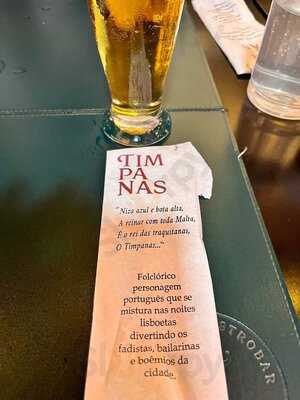 TIM
PA
NAS
"Niza azul e bota alta,
A reinar com toda Malta,
É o rei das traquitanas,
O Timpanas..."
Folclórico
personagem
português que se
mistura nas noites
lisboetas
divertindo os
fadistas, bailarinas
e boêmios da
cidade